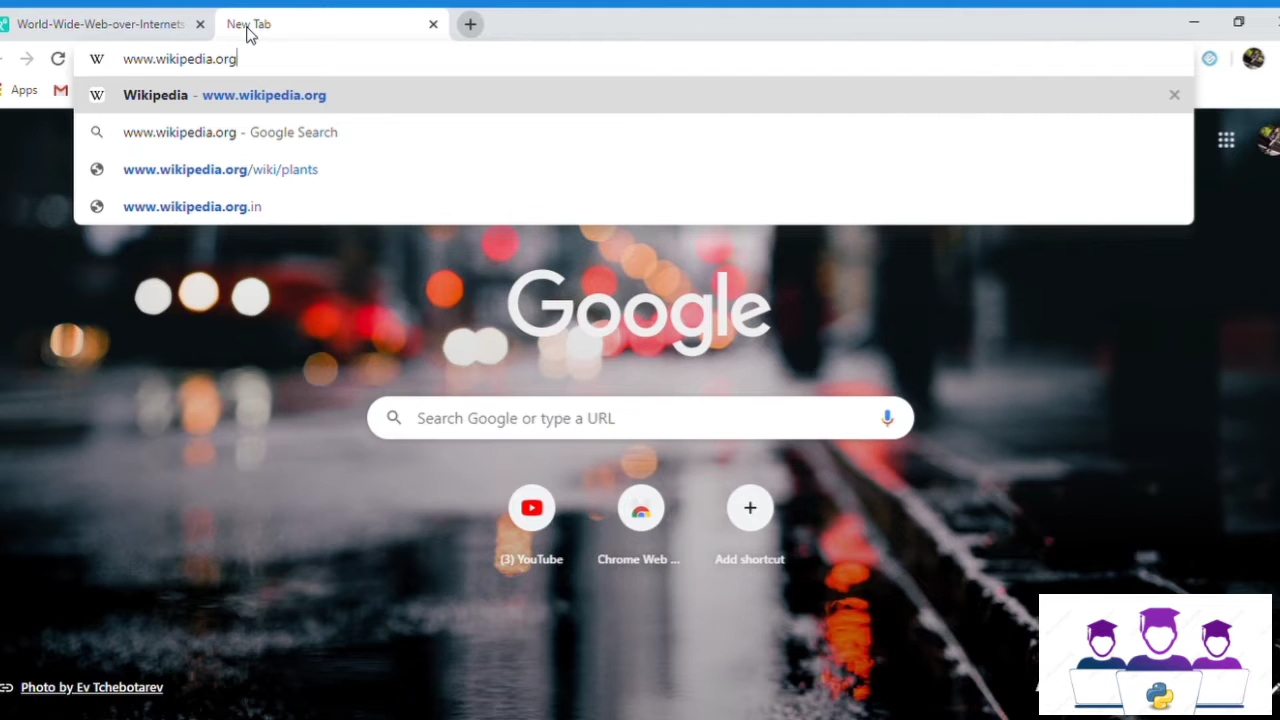 World-Wide-Web-over-Internets
New Tab
www.wikipedia.org
Apps
Wikipedia - www.wikipedia.org
www.wikipedia.org - Google Search
www.wikipedia.org/wiki/plants
www.wikipedia.org.in
Google
Search Google or type a URL
(3) YouTube
Chrome Web ...
Add shortcut
Photo by Ev Tchebotarev